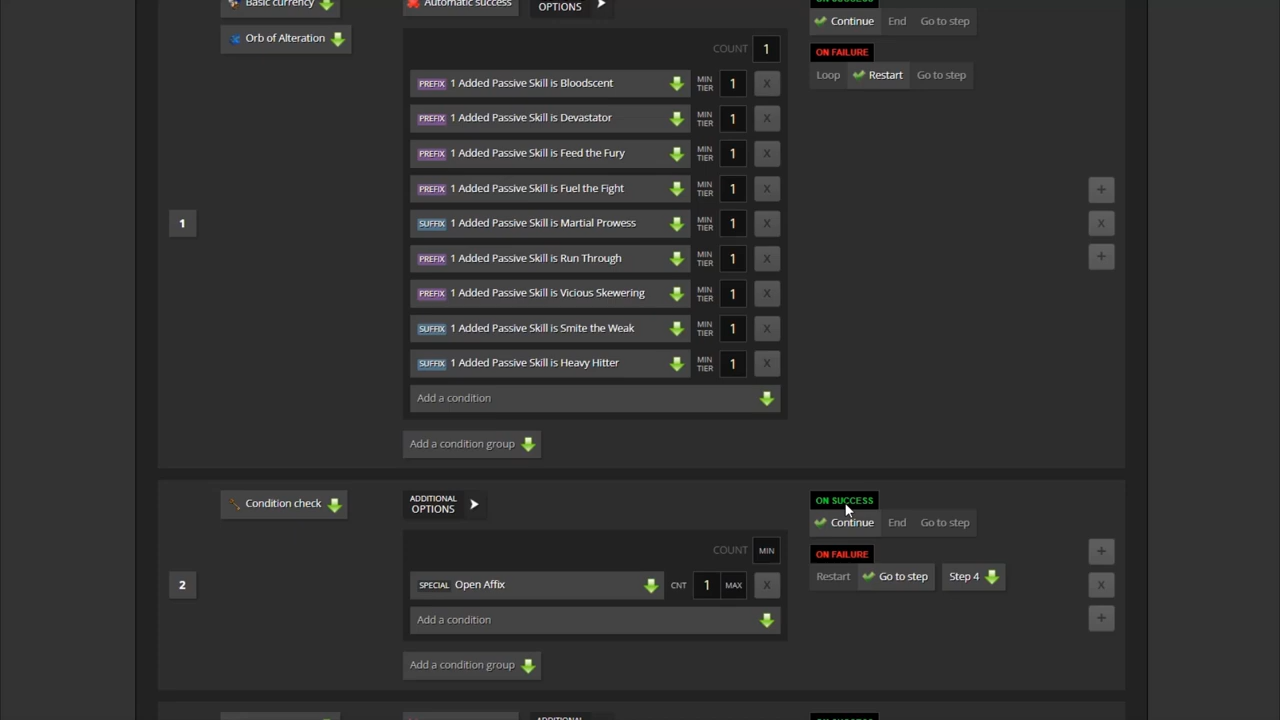 Basic currency
Automatic success
OPTIONS
ON SUCCESS
Continue End Go to step
Orb of Alteration
ON FAILURE
Loop Restart Go to step
COUNT 1
PREFIX 1 Added Passive Skill is Bloodscent MIN TIER 1 X
PREFIX 1 Added Passive Skill is Devastator MIN TIER 1 X
PREFIX 1 Added Passive Skill is Feed the Fury MIN TIER 1 X
PREFIX 1 Added Passive Skill is Fuel the Fight MIN TIER 1 X
SUFFIX 1 Added Passive Skill is Martial Prowess MIN TIER 1 X
PREFIX 1 Added Passive Skill is Run Through MIN TIER 1 X
PREFIX 1 Added Passive Skill is Vicious Skewering MIN TIER 1 X
SUFFIX 1 Added Passive Skill is Smite the Weak MIN TIER 1 X
SUFFIX 1 Added Passive Skill is Heavy Hitter MIN TIER 1 X
Add a condition
Add a condition group
1
+
X
+
Condition check
ADDITIONAL
OPTIONS
ON SUCCESS
Continue End Go to step
ON FAILURE
Restart Go to step Step 4
COUNT MIN
SPECIAL Open Affix CNT 1 MAX X
Add a condition
Add a condition group
2
+
X
+
ADDITIONAL
ON SUCCESS